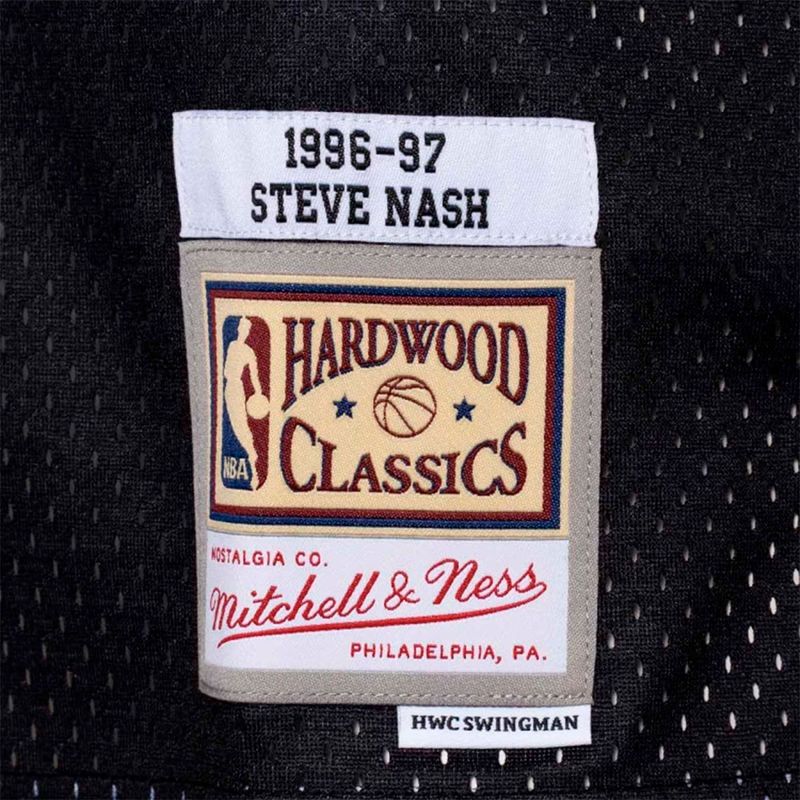 1996-97
STEVE NASH
HARDWOOD
CLASSICS
NBA
NOSTALGIA CO.
Mitchell & Ness
PHILADELPHIA, PA.
HWC SWINGMAN